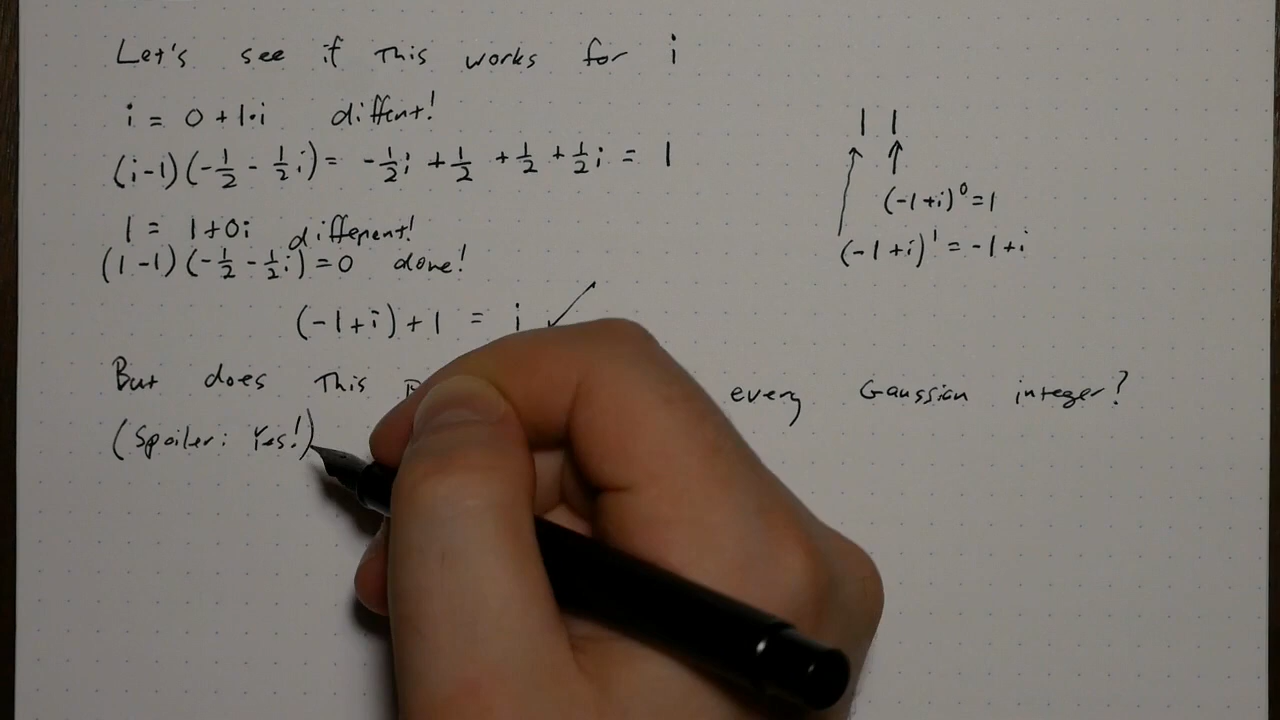 Let's see if this works for i
i = 0 + 1·i diffent!
(i-1)(-1/2 - 1/2i) = -1/2i + 1/2 + 1/2 + 1/2i = 1
1 = 1+0i different!
(1-1)(-1/2 - 1/2i) = 0 done!
(-1+i)+1 = i ✓
But does this every Gaussian integer?
(Spoiler: Yes!)
1 1
(-1+i)⁰ = 1
(-1+i)¹ = -1+i